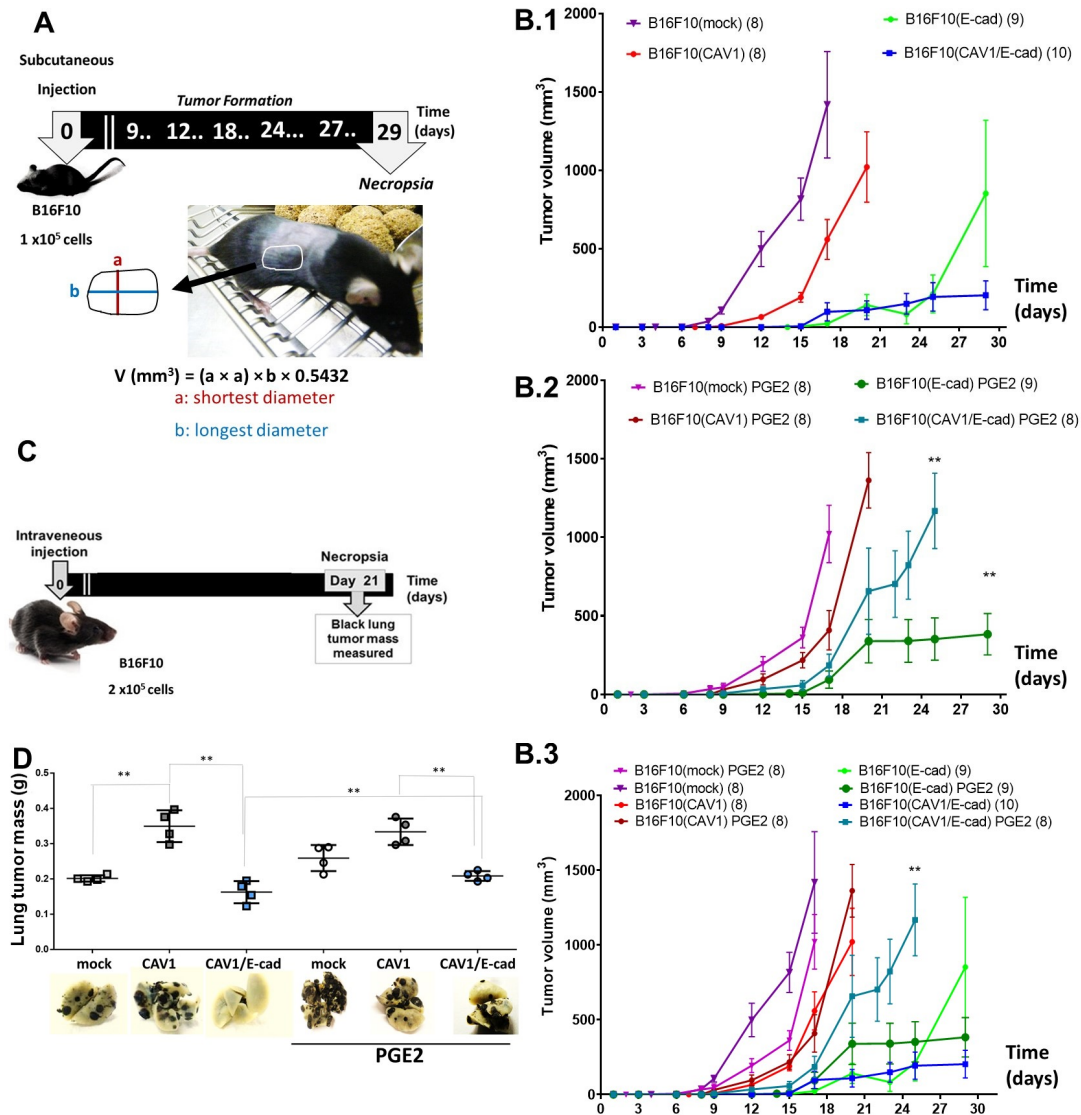 A
Subcutaneous
Injection
Tumor Formation
0
9.. 12.. 18.. 24... 27.. 29
Time
(days)
Necropsia
B16F10
1 x10⁵ cells
a
b
V (mm³) = (a × a) × b × 0.5432
a: shortest diameter
b: longest diameter
B.1
B16F10(mock) (8)
B16F10(E-cad) (9)
B16F10(CAV1) (8)
B16F10(CAV1/E-cad) (10)
Tumor volume (mm³)
2000
1500
1000
500
0
0 3 6 9 12 15 18 21 24 27 30
Time
(days)
B.2
B16F10(mock) PGE2 (8)
B16F10(E-cad) PGE2 (9)
B16F10(CAV1) PGE2 (8)
B16F10(CAV1/E-cad) PGE2 (8)
Tumor volume (mm³)
2000
1500
1000
500
0
**
**
0 3 6 9 12 15 18 21 24 27 30
Time
(days)
C
Intraveneous
injection
0
Necropsia
Day 21
Time
(days)
Black lung
tumor mass
measured
B16F10
2 x10⁵ cells
D
Lung tumor mass (g)
0.5
0.4
0.3
0.2
0.1
0.0
**
**
**
**
mock CAV1 CAV1/E-cad mock CAV1 CAV1/E-cad
PGE2
B.3
B16F10(mock) PGE2 (8)
B16F10(mock) (8)
B16F10(CAV1) (8)
B16F10(CAV1) PGE2 (8)
B16F10(E-cad) (9)
B16F10(E-cad) PGE2 (9)
B16F10(CAV1/E-cad) (10)
B16F10(CAV1/E-cad) PGE2 (8)
Tumor volume (mm³)
2000
1500
1000
500
0
**
0 3 6 9 12 15 18 21 24 27 30
Time
(days)